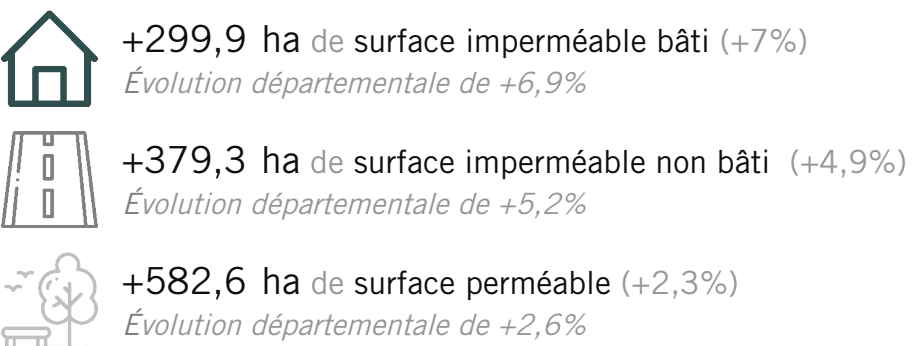 +299,9 ha de surface imperméable bâti (+7%)
Évolution départementale de +6,9%
+379,3 ha de surface imperméable non bâti (+4,9%)
Évolution départementale de +5,2%
+582,6 ha de surface perméable (+2,3%)
Évolution départementale de +2,6%